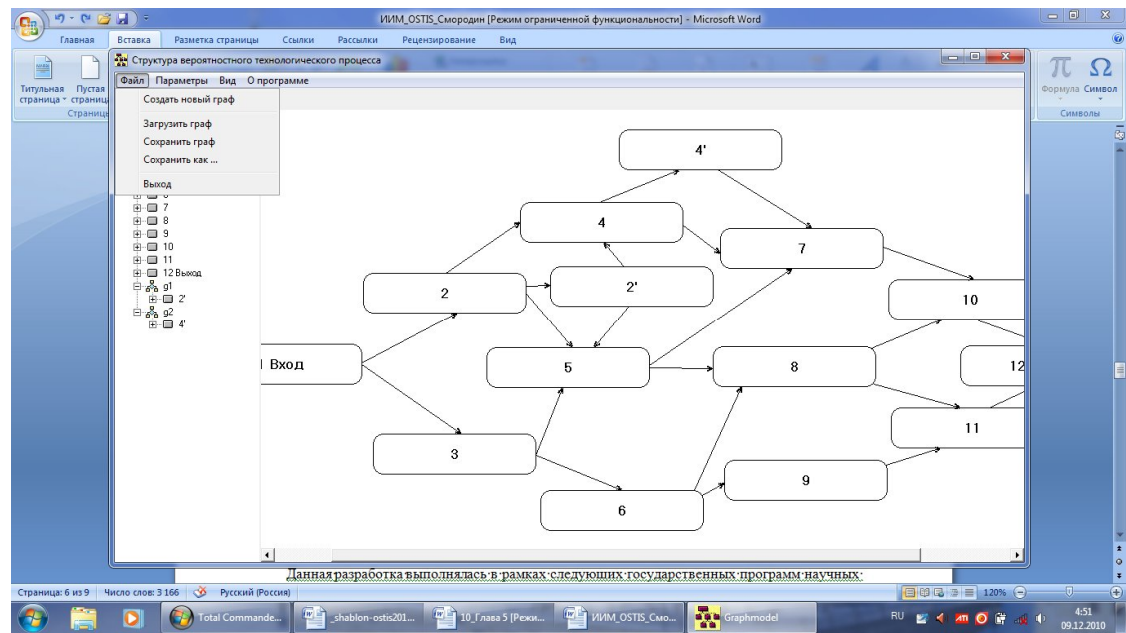 ИИМ_OSTIS_Смородин [Режим ограниченной функциональности] - Microsoft Word
Главная Вставка Разметка страницы Ссылки Рассылки Рецензирование Вид
Структура вероятностного технологического процесса
Файл Параметры Вид О программе
Титульная страница
Пустая
Страницы
Формула Символ
Символы
Создать новый граф
Загрузить граф
Сохранить граф
Сохранить как ...
Выход
7
8
9
10
11
12 Выход
g1
2'
g2
4'
4'
4
7
2
2'
10
Вход
5
8
12
3
11
9
6
Данная разработка выполнялась в рамках следующих государственных программ научных
Страница: 6 из 9 Число слов: 3 166 Русский (Россия) 120%
Total Commande... _shablon-ostis201... 10_Глава 5 [Режи... ИИМ_OSTIS_Смо... Graphmodel RU 4:51
09.12.2010